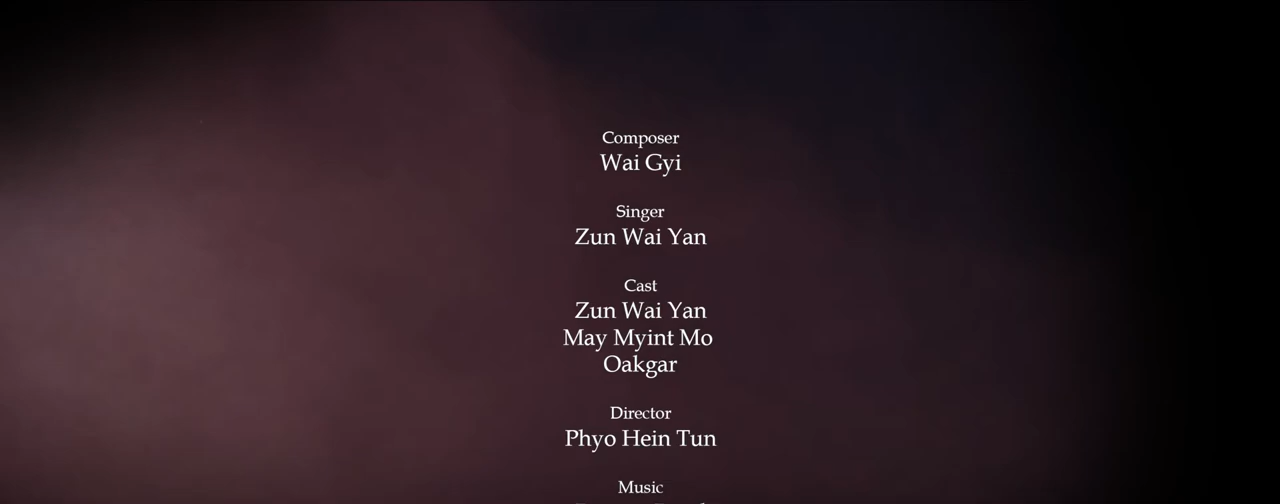 Composer
Wai Gyi
Singer
Zun Wai Yan
Cast
Zun Wai Yan
May Myint Mo
Oakgar
Director
Phyo Hein Tun
Music